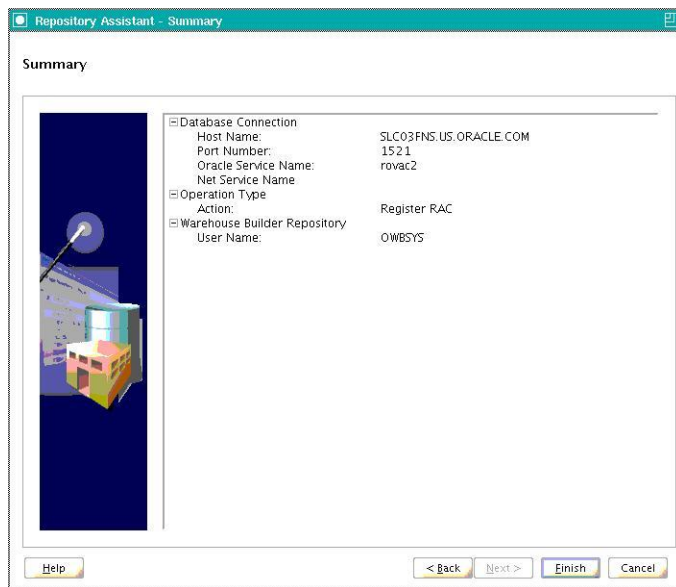 Repository Assistant - Summary
Summary
Database Connection
Host Name: SLC03FNS.US.ORACLE.COM
Port Number: 1521
Oracle Service Name: rovac2
Net Service Name
Operation Type
Action: Register RAC
Warehouse Builder Repository
User Name: OWBSYS
Help < Back Next > Finish Cancel